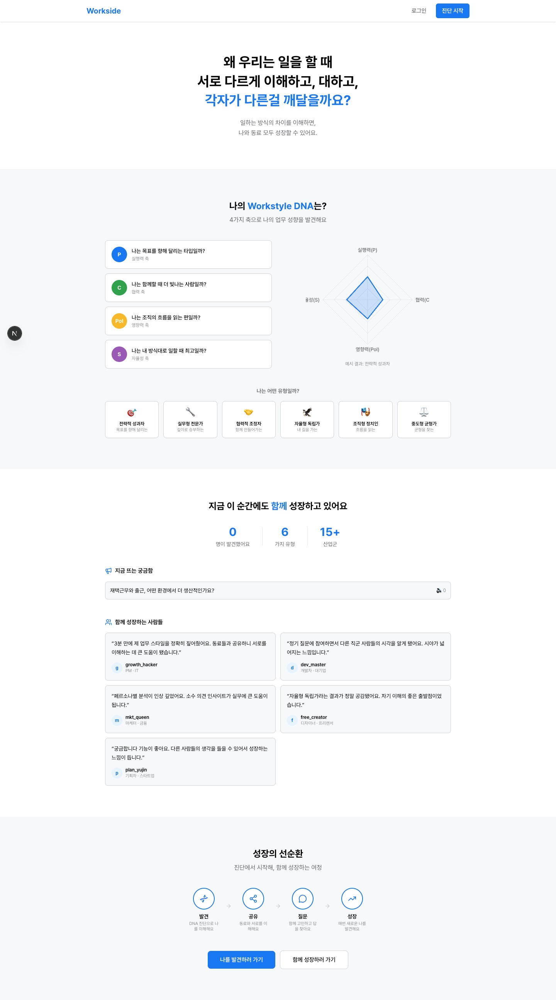 Workside
로그인
진단 시작
왜 우리는 일을 할 때
서로 다르게 이해하고, 대하고,
각자가 다른걸 깨달을까요?
일하는 방식의 차이를 이해하면,
나와 동료 모두 성장할 수 있어요.
나의 Workstyle DNA는?
4가지 축으로 나의 업무 성향을 발견해요
P
나는 목표를 향해 달리는 타입일까?
실행력 축
C
나는 함께할 때 더 빛나는 사람일까?
협력 축
Pol
나는 조직의 흐름을 읽는 편일까?
영향력 축
S
나는 내 방식대로 일할 때 최고일까?
자율성 축
실행력(P)
율성(S)
협력(C
영향력(Pol)
예시 결과: 전략적 성과자
N
나는 어떤 유형일까?
전략적 성과자
목표를 향해 달리는
실무형 전문가
깊이로 승부하는
협력적 조정자
함께 만들어가는
자율형 독립가
내 길을 가는
조직형 정치인
흐름을 읽는
중도형 균형가
균형을 찾는
지금 이 순간에도 함께 성장하고 있어요
0
명이 발견했어요
6
가지 유형
15+
산업군
지금 뜨는 궁금함
재택근무와 출근, 어떤 환경에서 더 생산적인가요?
0
함께 성장하는 사람들
“3분 만에 제 업무 스타일을 정확히 짚어줬어요. 동료들과 공유하니 서로를
이해하는 데 큰 도움이 됐습니다.”
g
growth_hacker
PM · IT
“정기 질문에 참여하면서 다른 직군 사람들의 시각을 알게 됐어요. 시야가 넓
어지는 느낌입니다.”
d
dev_master
개발자 · 대기업
“페르소나별 분석이 인상 깊었어요. 소수 의견 인사이트가 실무에 큰 도움이
됩니다.”
m
mkt_queen
마케터 · 금융
“자율형 독립가라는 결과가 정말 공감됐어요. 자기 이해의 좋은 출발점이었
습니다.”
f
free_creator
디자이너 · 프리랜서
“궁금합니다 기능이 좋아요. 다른 사람들의 생각을 들을 수 있어서 성장하는
느낌이 듭니다.”
p
plan_yujin
기획자 · 스타트업
성장의 선순환
진단에서 시작해, 함께 성장하는 여정
발견
DNA 진단으로 나
를 이해해요
공유
동료와 서로를 이
해해요
질문
함께 고민하고 답
을 찾아요
성장
매번 새로운 나를
발견해요
나를 발견하러 가기
함께 성장하러 가기